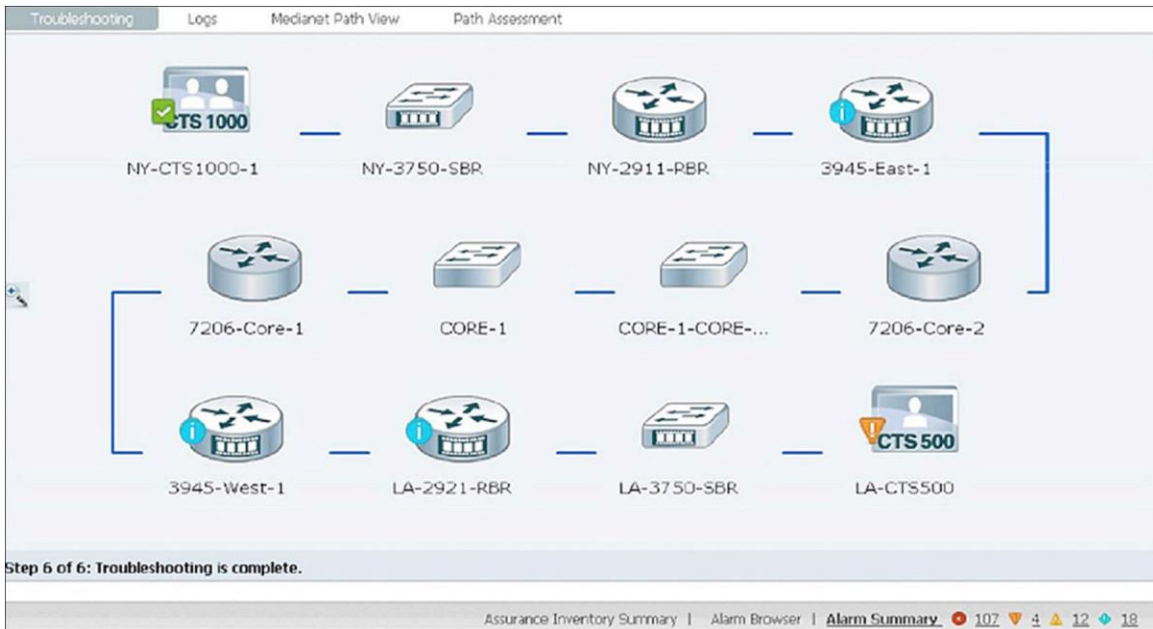 Troubleshooting Logs Medianet Path View Path Assessment
CTS 1000
NY-CTS1000-1 NY-3750-SBR NY-2911-RBR 3945-East-1
7206-Core-1 CORE-1 CORE-1-CORE-... 7206-Core-2
CTS 500
3945-West-1 LA-2921-RBR LA-3750-SBR LA-CTS500
Step 6 of 6: Troubleshooting is complete.
Assurance Inventory Summary | Alarm Browser | Alarm Summary 107 4 12 18